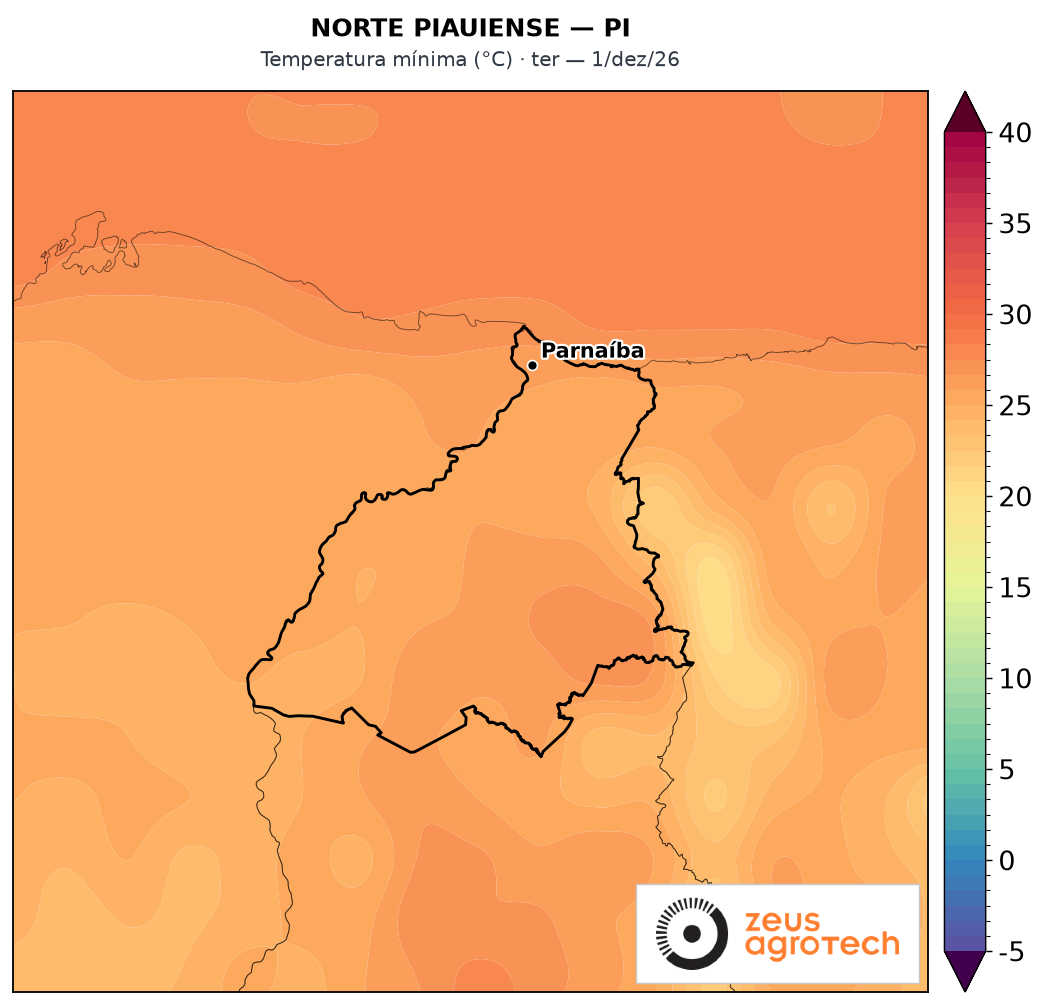 NORTE PIAUIENSE — PI
Temperatura mínima (°C) · ter — 1/dez/26
Parnaíba
40
35
30
25
20
15
10
5
0
-5
zeus
agrotech